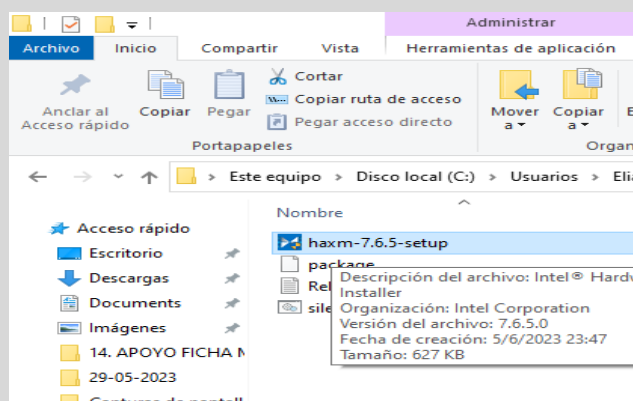 Administrar
Archivo Inicio Compartir Vista Herramientas de aplicación
Anclar al
Acceso rápido
Copiar
Pegar
Cortar
Copiar ruta de acceso
Pegar acceso directo
Mover
a
Copiar
a
Portapapeles
Organ
Este equipo > Disco local (C:) > Usuarios > Elia
Acceso rápido
Escritorio
Descargas
Documents
Imágenes
14. APOYO FICHA M
29-05-2023
Nombre
haxm-7.6.5-setup
package
Rel
sile
Descripción del archivo: Intel® Hardw
Installer
Organización: Intel Corporation
Versión del archivo: 7.6.5.0
Fecha de creación: 5/6/2023 23:47
Tamaño: 627 KB